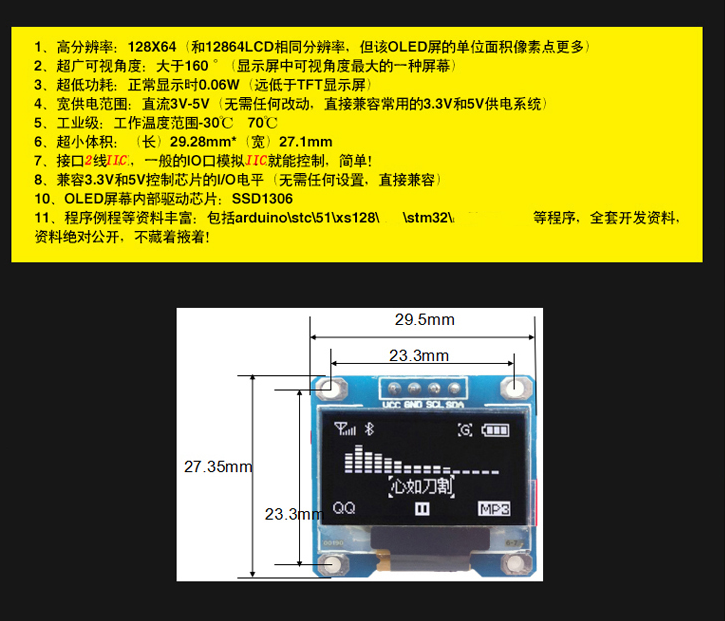 1、高分辨率：128X64（和12864LCD相同分辨率，但该OLED屏的单位面积像素点更多）
2、超广可视角度：大于160 °（显示屏中可视角度最大的一种屏幕）
3、超低功耗：正常显示时0.06W（远低于TFT显示屏）
4、宽供电范围：直流3V-5V（无需任何改动，直接兼容常用的3.3V和5V供电系统）
5、工业级：工作温度范围-30℃ 70℃
6、超小体积：（长）29.28mm*（宽）27.1mm
7、接口2线IIC，一般的IO口模拟IIC就能控制，简单!
8、兼容3.3V和5V控制芯片的I/O电平（无需任何设置，直接兼容）
10、OLED屏幕内部驱动芯片：SSD1306
11、程序例程等资料丰富：包括arduino\stc\51\xs128\ \stm32\ 等程序，全套开发资料，
资料绝对公开，不藏着掖着!
29.5mm
23.3mm
VCC GND SCL SDA
G
27.35mm
心如刀割
23.3mm
QQ
MP3